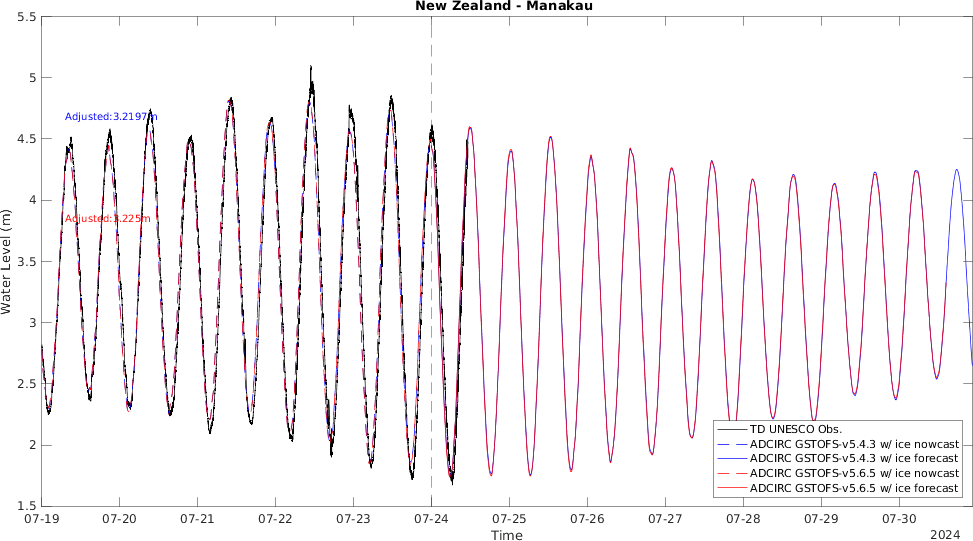 New Zealand - Manakau
5.5
5
4.5
4
3.5
3
2.5
2
1.5
Water Level (m)
Adjusted:3.2197m
Adjusted:3.225m
TD UNESCO Obs.
ADCIRC GSTOFS-v5.4.3 w/ ice nowcast
ADCIRC GSTOFS-v5.4.3 w/ ice forecast
ADCIRC GSTOFS-v5.6.5 w/ ice nowcast
ADCIRC GSTOFS-v5.6.5 w/ ice forecast
07-19 07-20 07-21 07-22 07-23 07-24 07-25 07-26 07-27 07-28 07-29 07-30
Time
2024